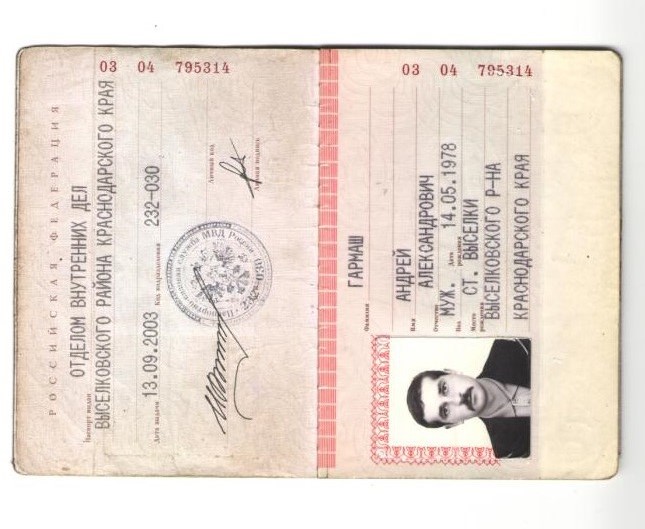 РОССИЙСКАЯ ФЕДЕРАЦИЯ
03 04 795314
Паспорт выдан
ОТДЕЛОМ ВНУТРЕННИХ ДЕЛ
ВЫСЕЛКОВСКОГО РАЙОНА КРАСНОДАРСКОГО КРАЯ
Дата выдачи 13.09.2003 Код подразделения 232-030
Личный код
Личная подпись
03 04 795314
Фамилия ГАРМАШ
Имя АНДРЕЙ
Отчество АЛЕКСАНДРОВИЧ
Пол МУЖ. Дата рождения 14.05.1978
Место рождения СТ. ВЫСЕЛКИ
ВЫСЕЛКОВСКОГО Р-НА
КРАСНОДАРСКОГО КРАЯ